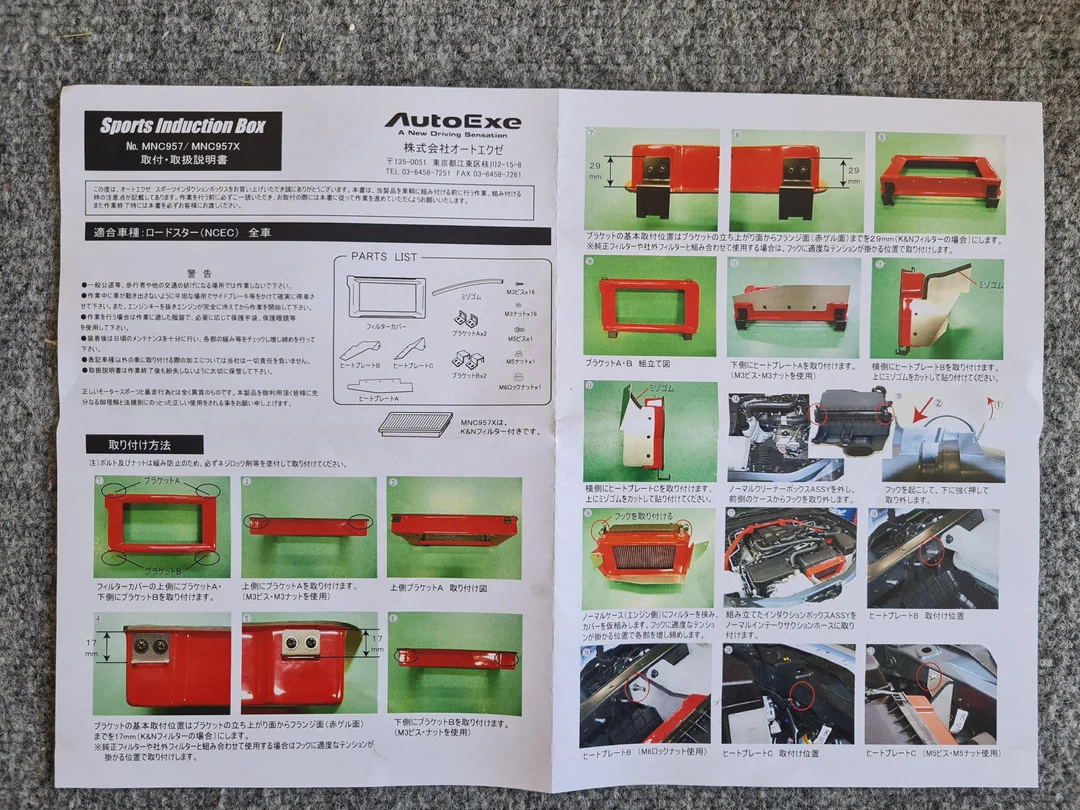 Sports Induction Box
No. MNC957/ MNC957X
取付・取扱説明書
AutoExe
A New Driving Sensation
株式会社オートエクゼ
〒135-0051 東京都江東区枝川2-15-8
TEL 03-6458-7251 FAX 03-6458-7261
この度は、オートエクゼ スポーツインダクションボックスをお買い上げいただき誠にありがとうございます。本書は、当製品を車輌に組み付ける前に行う作業、組み付ける
時の注意点が記載してあります。作業を行う前に必ずご一読いただき、お取付の際には本書に従って作業を進めていただくようお願いいたします。
また作業終了時には本書を必ずお客様にお渡しください。
適合車種:ロードスター(NCEC) 全車
警 告
●一般公道等、歩行者や他の交通の妨げになる場所では作業しないで下さい。
●作業中に車が動き出さないように平坦な場所でサイドブレーキ等をかけて確実に停車さ
せて下さい。また、エンジンキーを抜きエンジンが完全に冷えてから作業を開始して下さい。
●作業を行う場合は作業に適した服装で、必要に応じて保護手袋、保護眼鏡等
を使用して下さい。
●装着後は日頃のメンテナンスを十分に行い、各部の緩み等をチェックし増し締めを行って
下さい。
●表記車種以外の車に取り付ける際の加工については当社は一切責任を負いません。
●取扱説明書は作業終了後も紛失しないように大切に保管して下さい。
正しいモータースポーツと暴走行為とは全く異質のものです。本製品を御利用頂く皆様に充
分なる御理解と法規則にのっとった正しい使用をされる事をお願い申し上げます。
PARTS LIST
フィルターカバー
ミゾゴム
M3ビス×16
M3ナット×16
ブラケットA×2
M5ビス×1
ヒートプレートB
ヒートプレートC
ブラケットB×2
M5ナット×1
ヒートプレートA
M6ロックナット×1
MNC957Xは、
K&Nフィルター付きです。
取り付け方法
注)ボルト及びナットは緩み防止のため、必ずネジロック剤等を塗付して取り付けてください。
①
ブラケットA
ブラケットB
フィルターカバーの上側にブラケットA・
下側にブラケットBを取り付けます。
②
上側にブラケットAを取り付けます。
(M3ビス・M3ナットを使用)
③
上側ブラケットA 取り付け図
④
17
mm
⑤
17
mm
ブラケットの基本取付位置はブラケットの立ち上がり面からフランジ面(赤ゲル面)
までを17mm(K&Nフィルターの場合)にします。
※純正フィルターや社外フィルターと組み合わせて使用する場合はフックに適度なテンションが
掛かる位置で取り付けします。
⑥
下側にブラケットBを取り付けます。
(M3ビス・ナットを使用)
⑦
29
mm
⑧
29
mm
⑨
ブラケットの基本取付位置はブラケットの立ち上がり面からフランジ面(赤ゲル面)までを29mm(K&Nフィルターの場合)にします。
※純正フィルターや社外フィルターと組み合わせて使用する場合は、フックに適度なテンションが掛かる位置で取り付けします。
⑩
ブラケットA・B 組立て図
⑪
下側にヒートプレートAを取り付けます。
(M3ビス・M3ナットを使用)
⑫
ミゾゴム
横側にヒートプレートBを取り付けます。
上にミゾゴムをカットして貼り付けてください。
⑬
ミゾゴム
横側にヒートプレートCを取り付けます。
上にミゾゴムをカットして貼り付けてください。
⑭
ノーマルクリーナーボックスASSYを外し、
前側のケースからフックを取り外します。
⑮
②
①
フックを起こして、下に強く押して
取り外します。
⑯
フックを取り付ける
ノーマルケース(エンジン側)にフィルターを挟み、
カバーを仮組みします。フックに適度なテンショ
ンが掛かる位置で各部を増し締めします。
⑰
組み立てたインダクションボックスASSYを
ノーマルインテークサクションホースに取り
付けます。
⑱
ヒートプレートB 取付け位置
ヒートプレートB (M6ロックナット使用)
ヒートプレートC 取付け位置
ヒートプレートC (M5ビス・M5ナット使用)